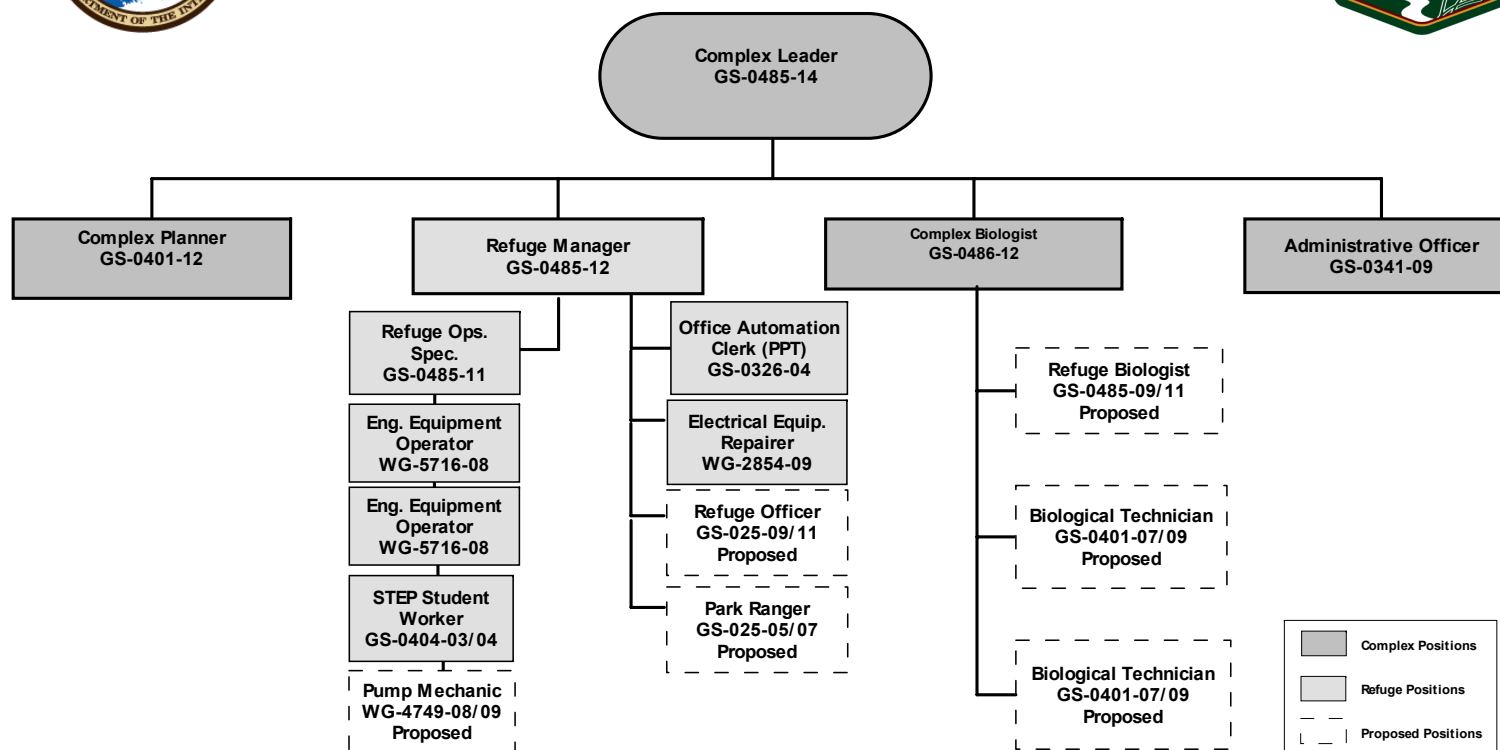 RTMENT OF THE INTE
Complex Leader
GS-0485-14
Complex Planner
GS-0401-12
Refuge Manager
GS-0485-12
Complex Biologist
GS-0486-12
Administrative Officer
GS-0341-09
Refuge Ops.
Spec.
GS-0485-11
Eng. Equipment
Operator
WG-5716-08
Eng. Equipment
Operator
WG-5716-08
STEP Student
Worker
GS-0404-03/04
Pump Mechanic
WG-4749-08/09
Proposed
Office Automation
Clerk (PPT)
GS-0326-04
Electrical Equip.
Repairer
WG-2854-09
Refuge Officer
GS-025-09/11
Proposed
Park Ranger
GS-025-05/07
Proposed
Refuge Biologist
GS-0485-09/11
Proposed
Biological Technician
GS-0401-07/09
Proposed
Biological Technician
GS-0401-07/09
Proposed
Complex Positions
Refuge Positions
Proposed Positions